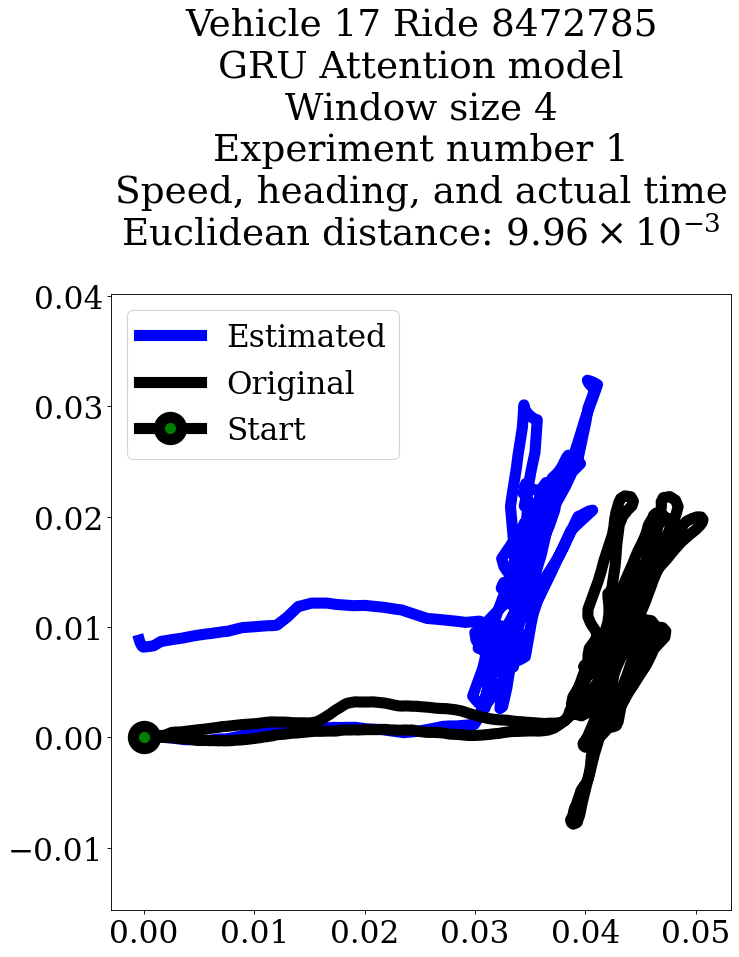 Vehicle 17 Ride 8472785
GRU Attention model
Window size 4
Experiment number 1
Speed, heading, and actual time
Euclidean distance: 9.96 × 10⁻³
0.04
0.03
0.02
0.01
0.00
−0.01
Estimated
Original
Start
0.00 0.01 0.02 0.03 0.04 0.05